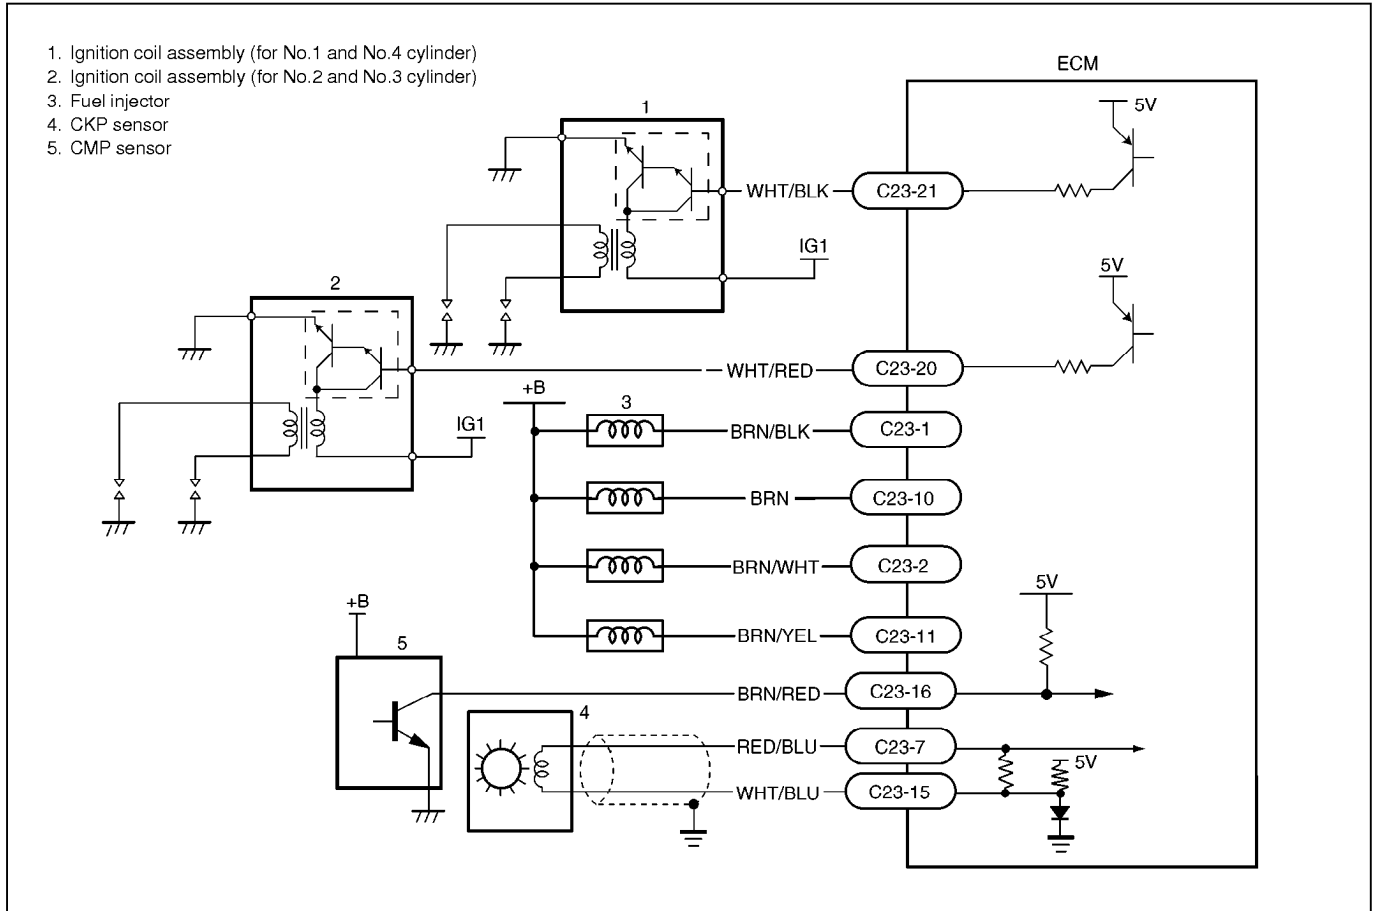 1. Ignition coil assembly (for No.1 and No.4 cylinder)
2. Ignition coil assembly (for No.2 and No.3 cylinder)
3. Fuel injector
4. CKP sensor
5. CMP sensor
ECM
1
5V
WHT/BLK
C23-21
IG1
2
5V
WHT/RED
C23-20
+B
3
IG1
BRN/BLK
C23-1
BRN
C23-10
BRN/WHT
C23-2
5V
+B
BRN/YEL
C23-11
5
BRN/RED
C23-16
4
RED/BLU
C23-7
5V
WHT/BLU
C23-15